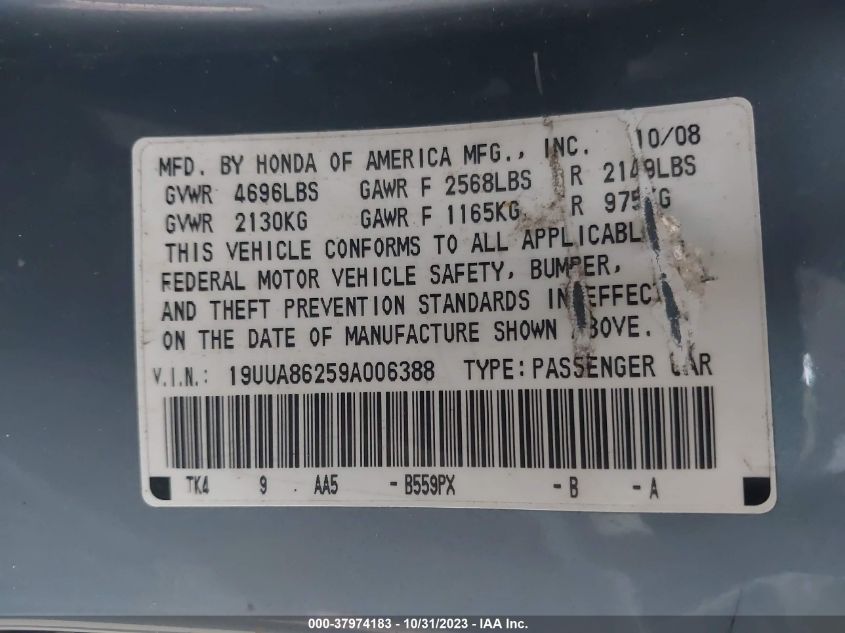 MFD. BY HONDA OF AMERICA MFG., INC. 10/08
GVWR 4696LBS GAWR F 2568LBS R 2149LBS
GVWR 2130KG GAWR F 1165KG R 975KG
THIS VEHICLE CONFORMS TO ALL APPLICABLE
FEDERAL MOTOR VEHICLE SAFETY, BUMPER,
AND THEFT PREVENTION STANDARDS IN EFFECT
ON THE DATE OF MANUFACTURE SHOWN ABOVE.
V.I.N.: 19UUA86259A006388 TYPE: PASSENGER CAR
TK4 9 AA5 - B559PX - B - A
000-37974183 - 10/31/2023 - IAA Inc.